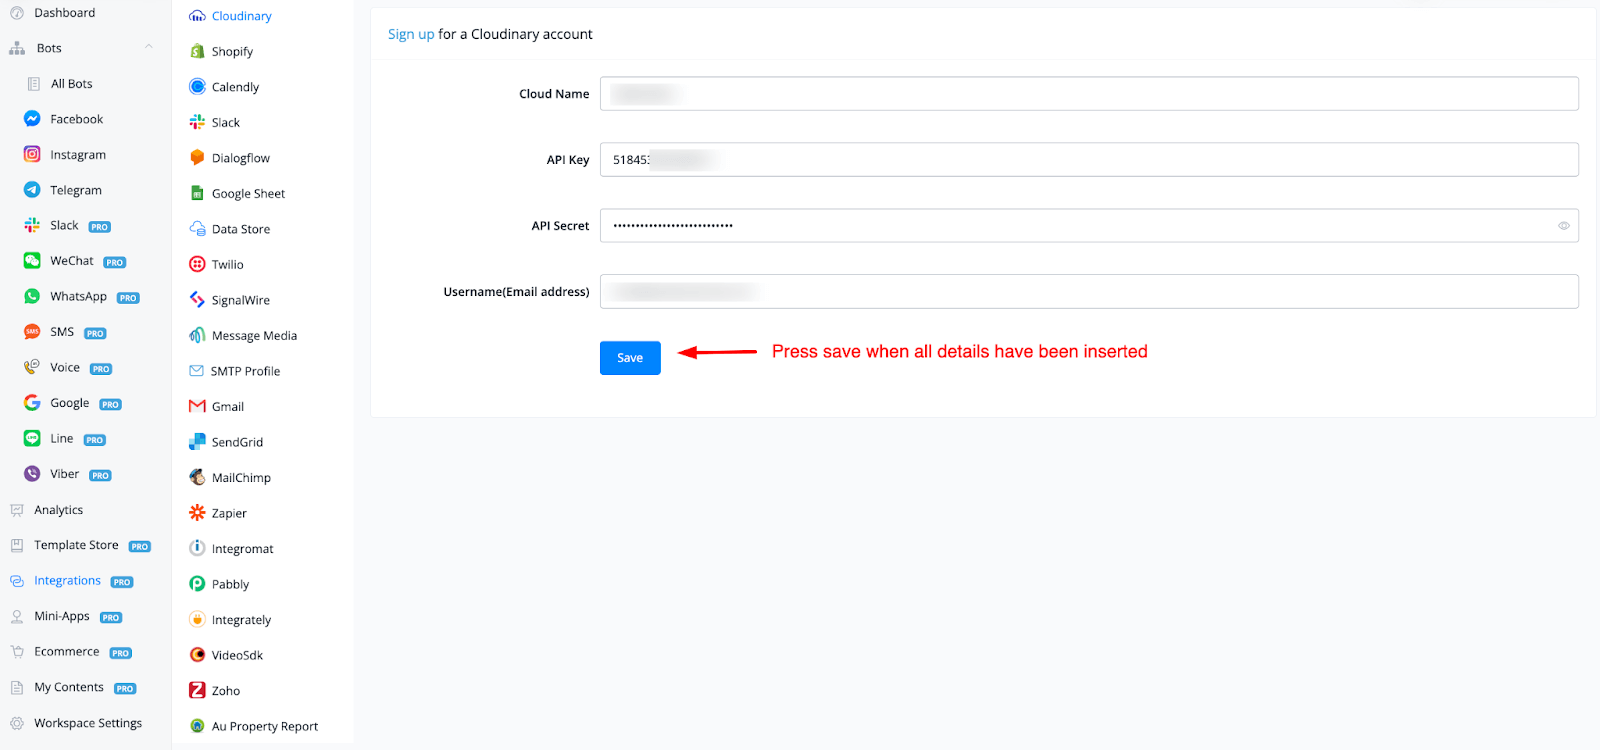 Dashboard
Bots
All Bots
Facebook
Instagram
Telegram
Slack PRO
WeChat PRO
WhatsApp PRO
SMS PRO
Voice PRO
Google PRO
Line PRO
Viber PRO
Analytics
Template Store PRO
Integrations PRO
Mini-Apps PRO
Ecommerce PRO
My Contents PRO
Workspace Settings
Cloudinary
Shopify
Calendly
Slack
Dialogflow
Google Sheet
Data Store
Twilio
SignalWire
Message Media
SMTP Profile
Gmail
SendGrid
MailChimp
Zapier
Integromat
Pabbly
Integrately
VideoSdk
Zoho
Au Property Report
Sign up for a Cloudinary account
Cloud Name
API Key 51845
API Secret •••••••••••••••••••••••••••
Username(Email address)
Save Press save when all details have been inserted